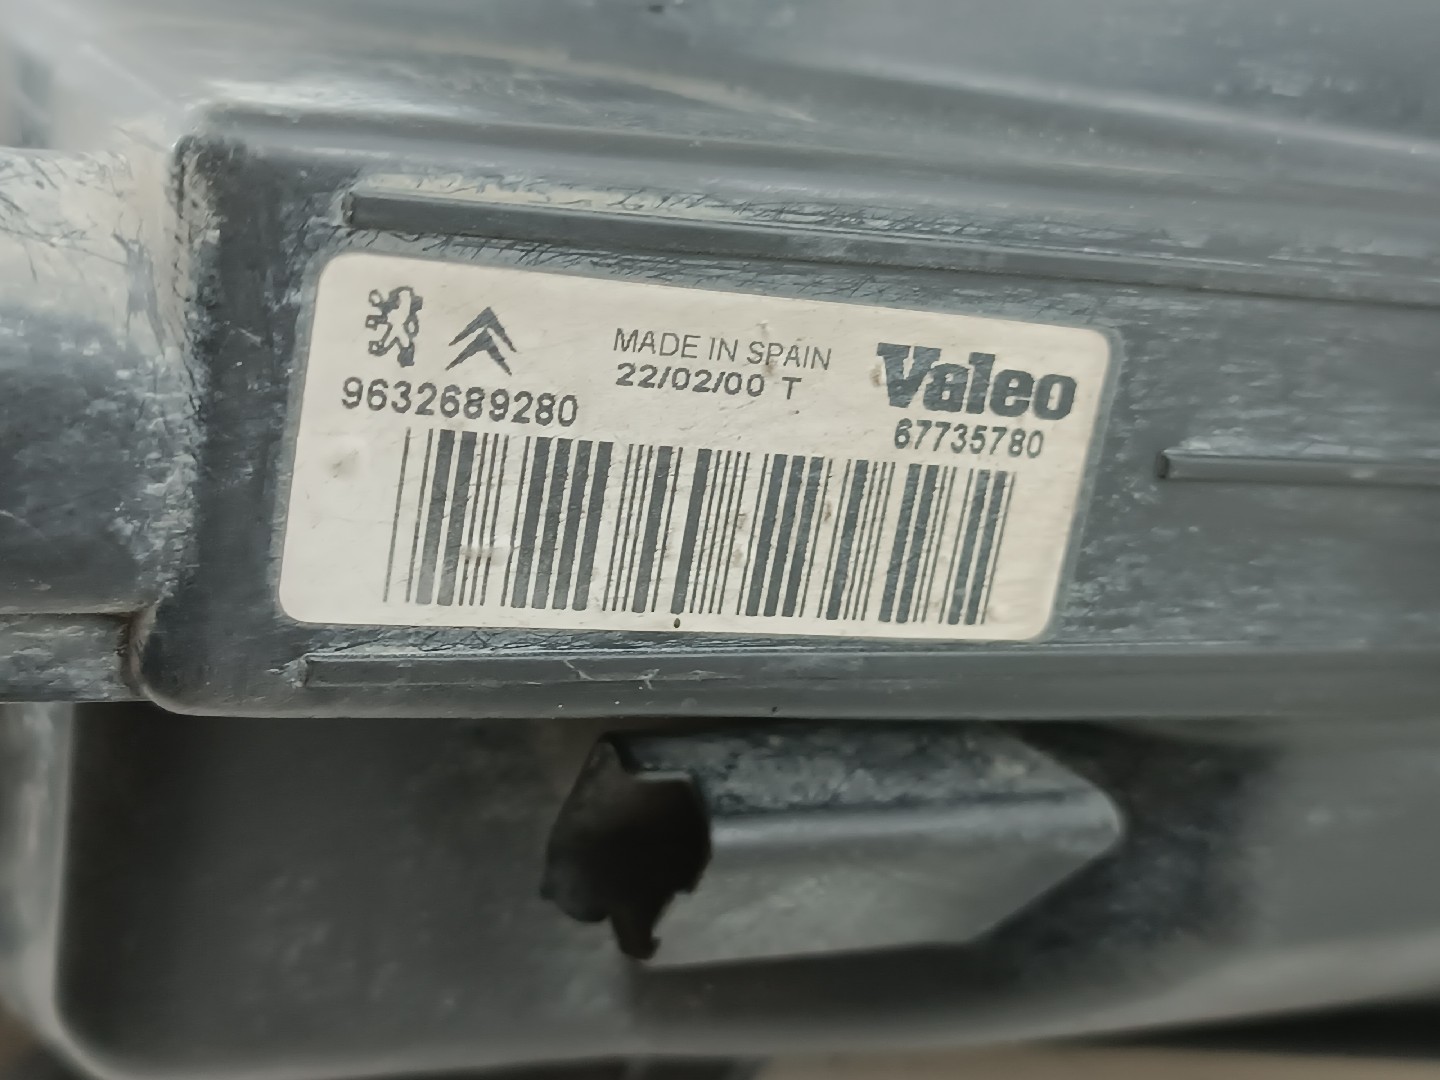 MADE IN SPAIN
22/02/00 T
Valeo
9632689280
67735780